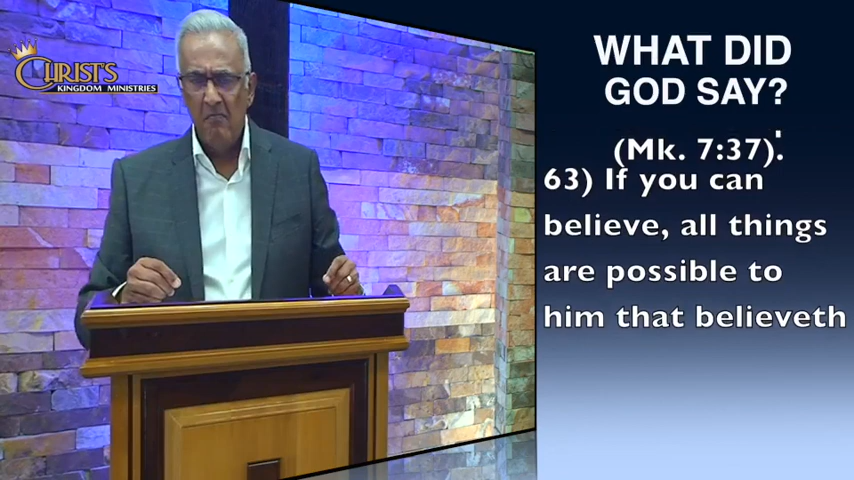 CHRIST'S
KINGDOM MINISTRIES
WHAT DID
GOD SAY?
(Mk. 7:37).
63) If you can
believe, all things
are possible to
him that believeth